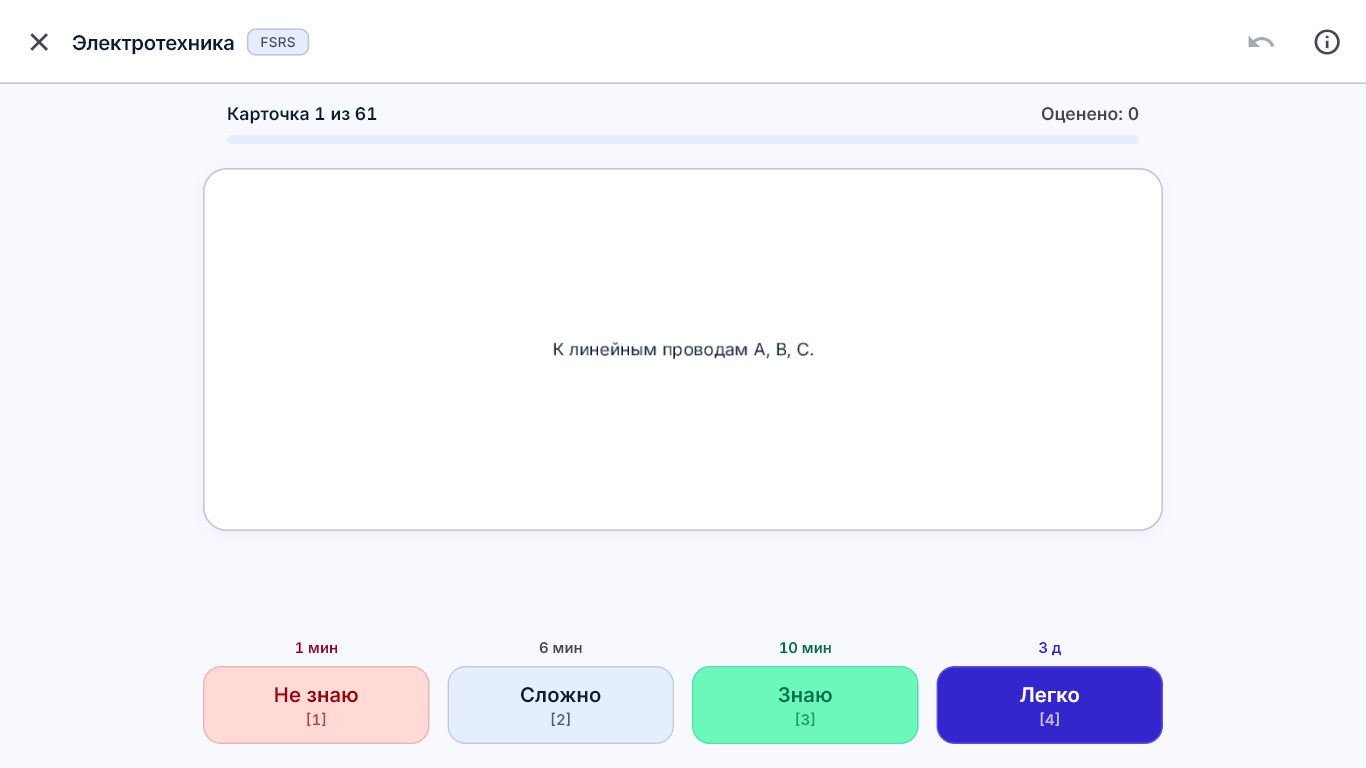 Электротехника FSRS
Карточка 1 из 61 Оценено: 0
К линейным проводам А, В, С.
1 мин 6 мин 10 мин 3 д
Не знаю Сложно Знаю Легко
[1] [2] [3] [4]